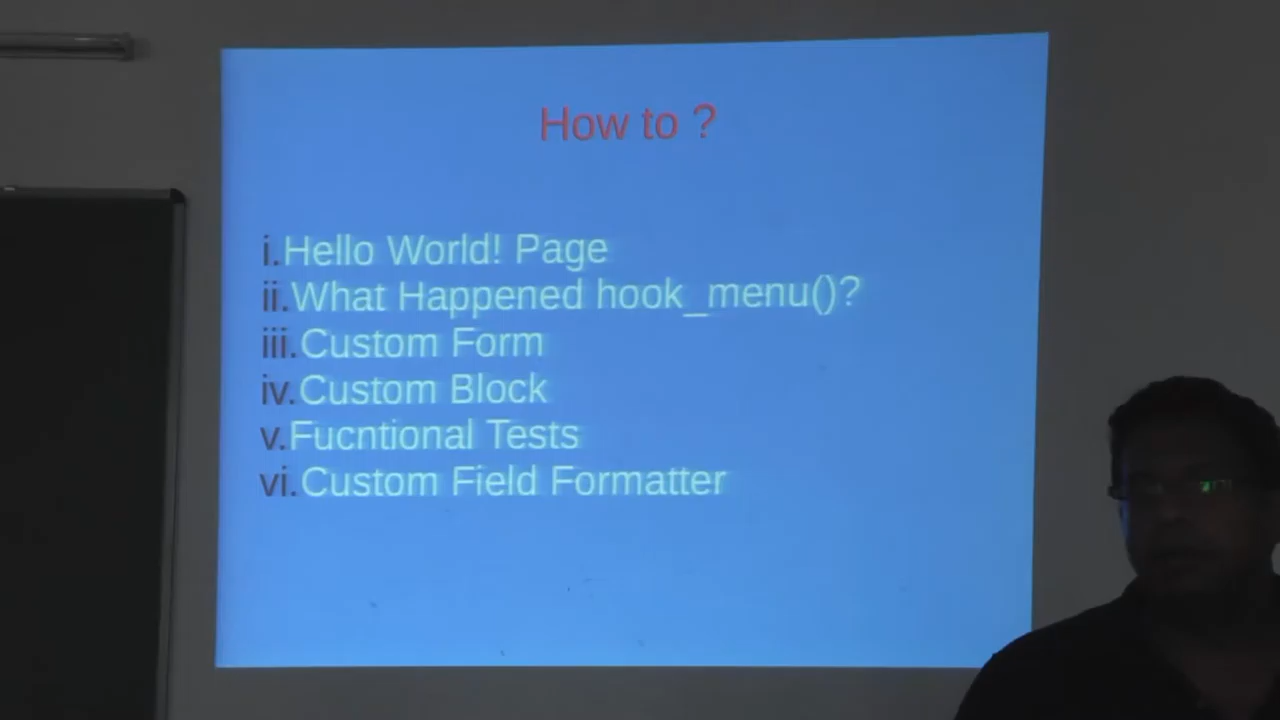 How to ?
i.Hello World! Page
ii.What Happened hook_menu()?
iii.Custom Form
iv.Custom Block
v.Fucntional Tests
vi.Custom Field Formatter